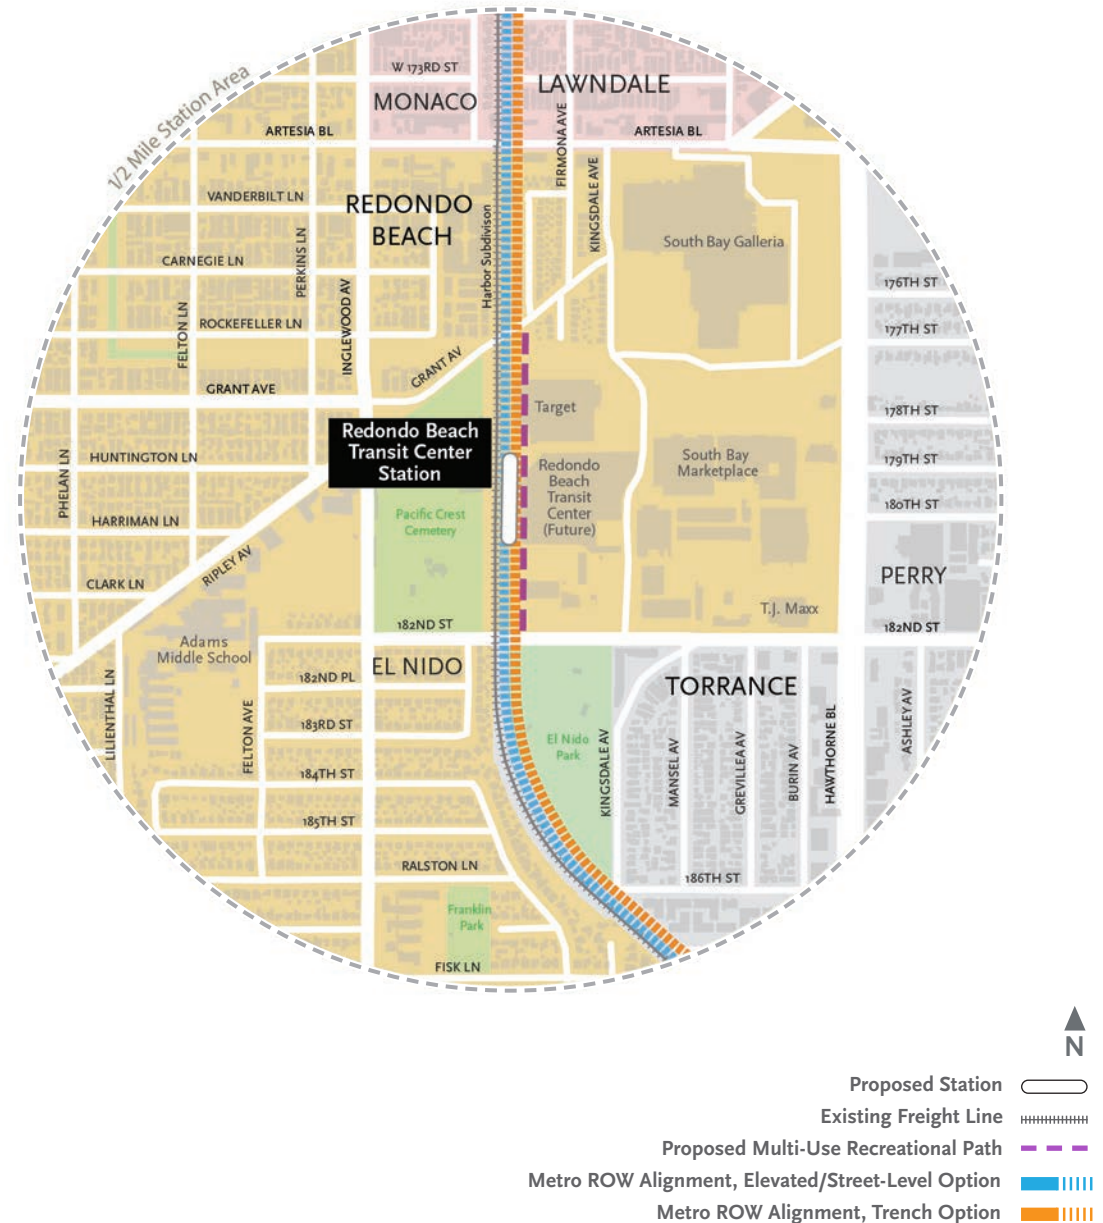 1/2 Mile Station Area
W 173RD ST
MONACO
LAWNDALE
ARTESIA BL
FIRMONA AVE
ARTESIA BL
KINGSDALE AVE
VANDERBILT LN
REDONDO
BEACH
Harbor Subdivison
South Bay Galleria
CARNEGIE LN
PERKINS LN
176TH ST
FELTON LN
ROCKEFELLER LN
INGLEWOOD AV
177TH ST
GRANT AV
GRANT AVE
Target
178TH ST
Redondo Beach
Transit Center
Station
PHELAN LN
HUNTINGTON LN
South Bay
Marketplace
179TH ST
Redondo
Beach
Transit
Center
(Future)
180TH ST
HARRIMAN LN
Pacific Crest
Cemetery
RIPLEY AV
CLARK LN
PERRY
T.J. Maxx
182ND ST
182ND ST
Adams
Middle School
EL NIDO
182ND PL
TORRANCE
LILIENTHAL LN
FELTON AVE
183RD ST
El Nido
Park
KINGSDALE AV
MANSEL AV
GREVILLEA AV
BURIN AV
HAWTHORNE BL
ASHLEY AV
184TH ST
185TH ST
RALSTON LN
186TH ST
Franklin
Park
FISK LN
N
Proposed Station
Existing Freight Line
Proposed Multi-Use Recreational Path
Metro ROW Alignment, Elevated/Street-Level Option
Metro ROW Alignment, Trench Option